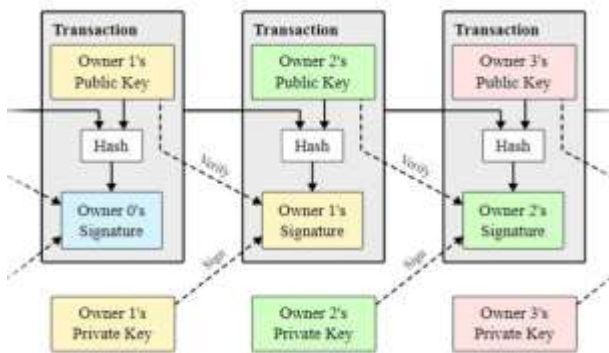 Transaction
Owner 1's
Public Key
Hash
Owner 0's
Signature
Transaction
Owner 2's
Public Key
Hash
Verify
Owner 1's
Signature
Transaction
Owner 3's
Public Key
Hash
Verify
Owner 2's
Signature
Sign
Sign
Owner 1's
Private Key
Owner 2's
Private Key
Owner 3's
Private Key